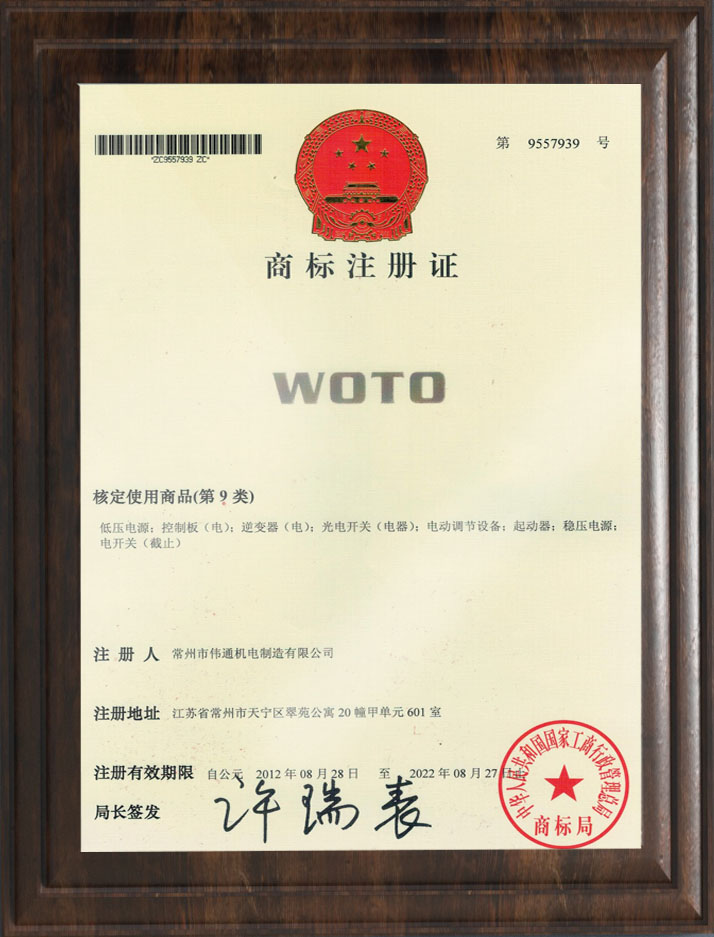 *ZC9557939 ZC*
第 9557939 号
商标注册证
WOTO
核定使用商品(第 9 类)
低压电源；控制板（电）；逆变器（电）；光电开关（电器）；电动调节设备；起动器；稳压电源；
电开关（截止）
注 册 人 常州市伟通机电制造有限公司
注册地址 江苏省常州市天宁区翠苑公寓 20 幢甲单元 601 室
注册有效期限 自公元 2012 年 08 月 28 日 至 2022 年 08 月 27 日止
局长签发 许瑞表
中华人民共和国国家工商行政管理总局
商标局